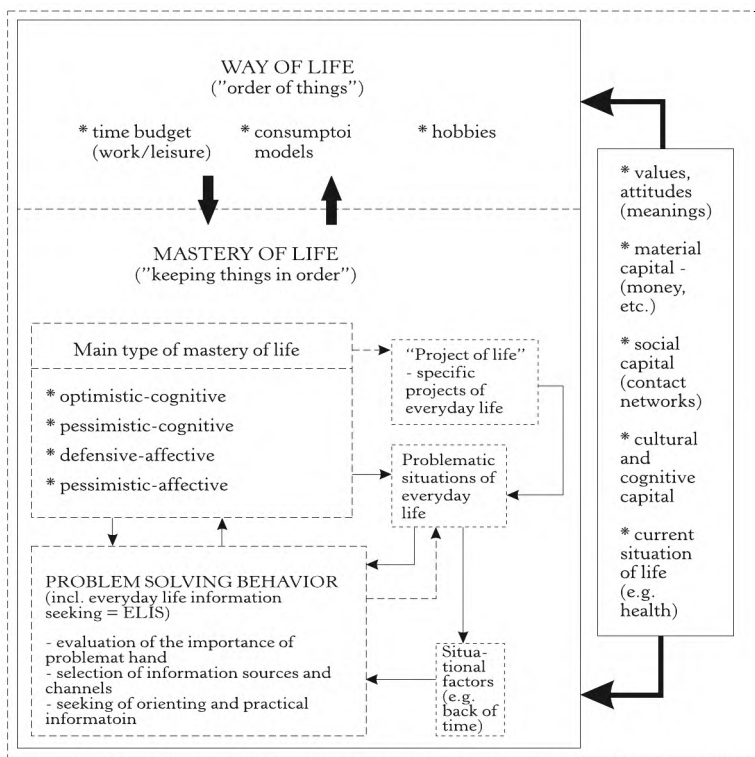 WAY OF LIFE
("order of things")
* time budget
(work/leisure)
* consumptoi
models
* hobbies
MASTERY OF LIFE
("keeping things in order")
Main type of mastery of life
* optimistic-cognitive
* pessimistic-cognitive
* defensive-affective
* pessimistic-affective
"Project of life"
- specific
projects of
everyday life
Problematic
situations of
everyday
life
PROBLEM SOLVING BEHAVIOR
(incl. everyday life information
seeking = ELIS)
- evaluation of the importance of
problemat hand
- selection of information sources and
channels
- seeking of orienting and practical
informatoin
Situa-
tional
factors
(e.g.
back of
time)
* values,
attitudes
(meanings)
* material
capital -
(money,
etc.)
* social
capital
(contact
networks)
* cultural
and
cognitive
capital
* current
situation
of life
(e.g.
health)